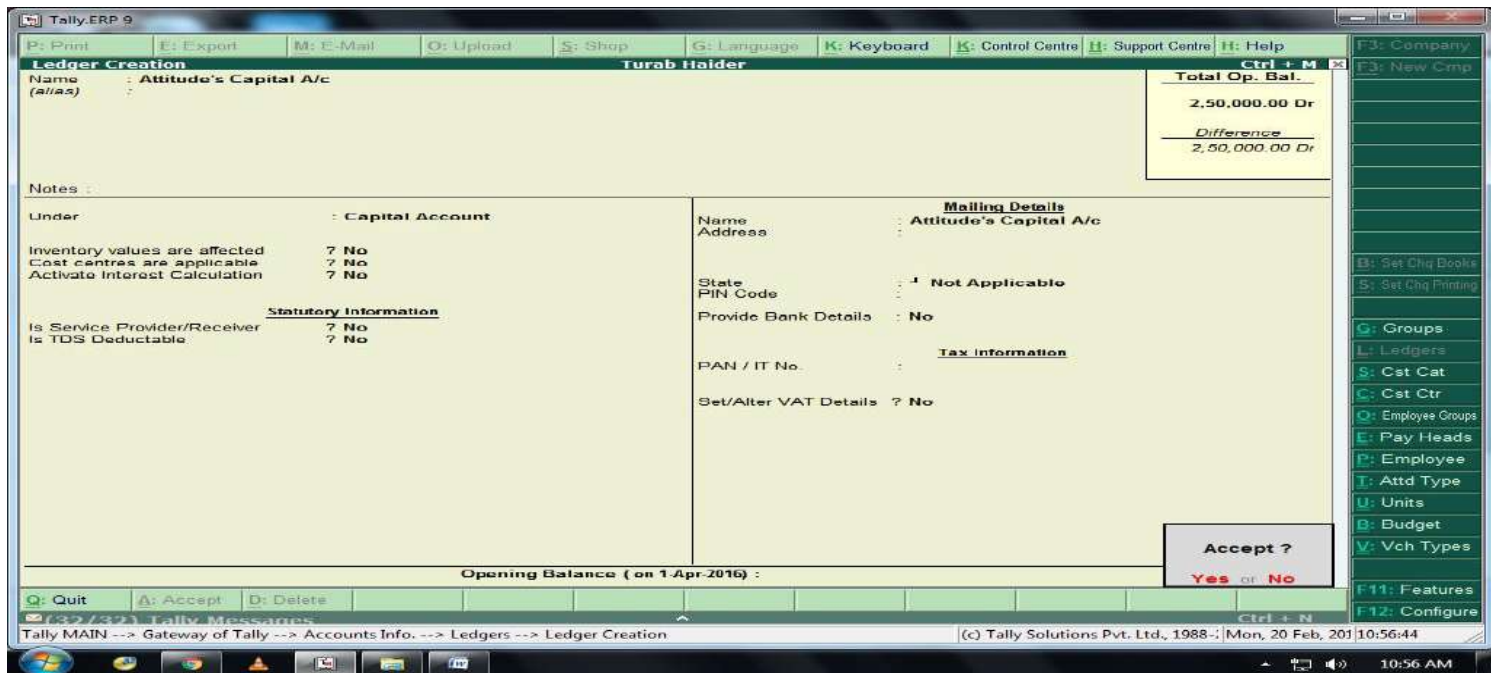 Tally.ERP 9
P: Print E: Export M: E-Mail O: Upload S: Shop G: Language K: Keyboard K: Control Centre H: Support Centre H: Help F3: Company
Ledger Creation Turab Haider Ctrl + M F3: New Cmp
Name : Attitude's Capital A/c Total Op. Bal.
(alias) :
2,50,000.00 Dr
Difference
2,50,000.00 Dr
Notes :
Under : Capital Account
Inventory values are affected ? No
Cost centres are applicable ? No
Activate Interest Calculation ? No
Statutory Information
Is Service Provider/Receiver ? No
Is TDS Deductable ? No
Mailing Details
Name : Attitude's Capital A/c
Address :
State : Not Applicable
PIN Code :
Provide Bank Details : No
Tax Information
PAN / IT No. :
Set/Alter VAT Details ? No
Accept ?
Yes or No
Opening Balance ( on 1-Apr-2016) :
B: Set Chq Books
S: Set Chq Printing
G: Groups
L: Ledgers
S: Cst Cat
C: Cst Ctr
O: Employee Groups
E: Pay Heads
P: Employee
T: Attd Type
U: Units
B: Budget
V: Vch Types
F11: Features
F12: Configure
Q: Quit A: Accept D: Delete
(32/32) Tally Messages Ctrl + N
Tally MAIN --> Gateway of Tally --> Accounts Info. --> Ledgers --> Ledger Creation (c) Tally Solutions Pvt. Ltd., 1988-: Mon, 20 Feb, 201 10:56:44
10:56 AM